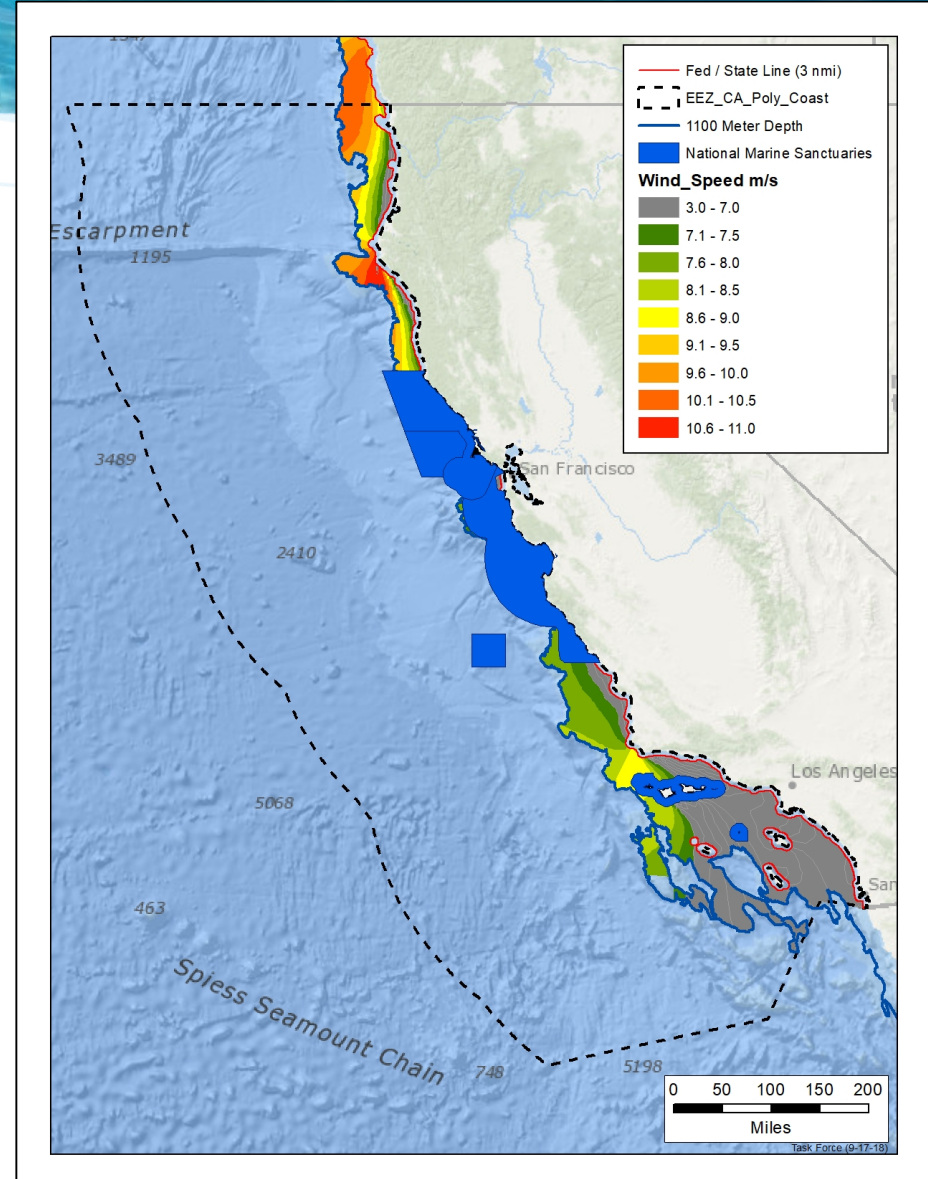 Fed / State Line (3 nmi)
EEZ_CA_Poly_Coast
1100 Meter Depth
National Marine Sanctuaries
Wind_Speed m/s
3.0 - 7.0
7.1 - 7.5
7.6 - 8.0
8.1 - 8.5
8.6 - 9.0
9.1 - 9.5
9.6 - 10.0
10.1 - 10.5
10.6 - 11.0
Escarpment
1195
3489
San Francisco
2410
Los Angeles
5068
San
463
Spiess Seamount Chain
748
5198
0 50 100 150 200
Miles
Task Force (9-17-18)